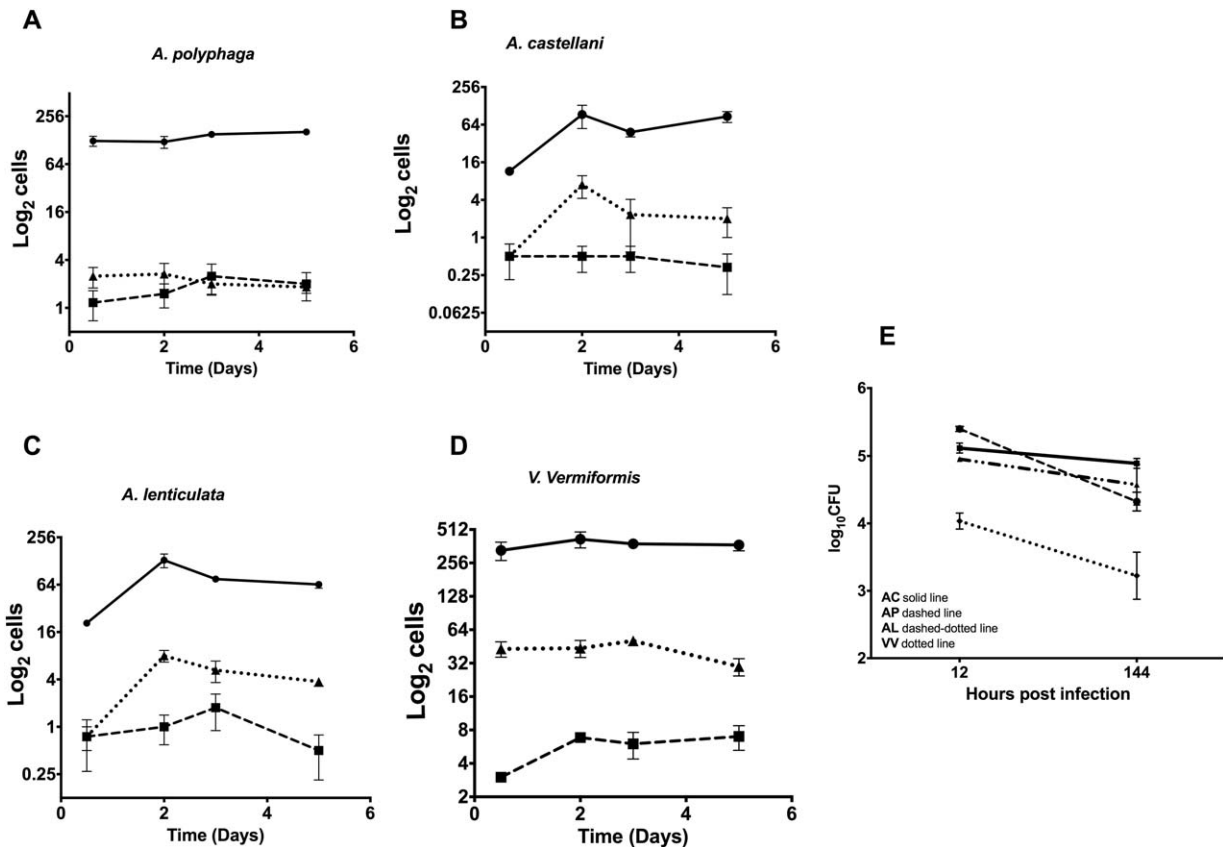 A
A. polyphaga
Log2 cells
256
64
16
4
1
0
2
4
6
Time (Days)
B
A. castellani
Log2 cells
256
64
16
4
1
0.25
0.0625
0
2
4
6
Time (Days)
C
A. lenticulata
Log2 cells
256
64
16
4
1
0.25
0
2
4
6
Time (Days)
D
V. Vermiformis
Log2 cells
512
256
128
64
32
16
8
4
2
0
2
4
6
Time (Days)
E
log10CFU
6
5
4
3
2
AC solid line
AP dashed line
AL dashed-dotted line
VV dotted line
12
144
Hours post infection